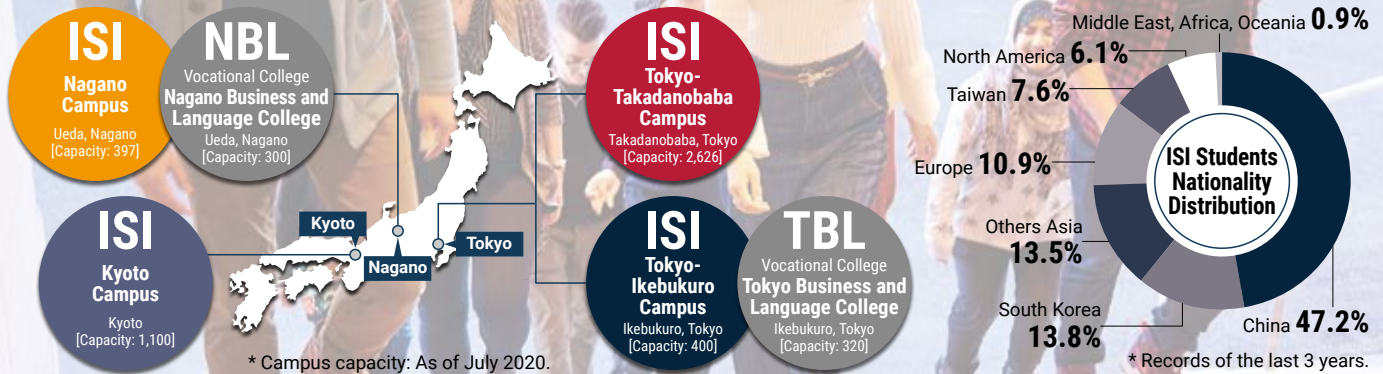 ISI
Nagano
Campus
Ueda, Nagano
[Capacity: 397]
NBL
Vocational College
Nagano Business and
Language College
Ueda, Nagano
[Capacity: 300]
ISI
Kyoto
Campus
Kyoto
[Capacity: 1,100]
Kyoto
Nagano
Tokyo
* Campus capacity: As of July 2020.
ISI
Tokyo-
Takadanobaba
Campus
Takadanobaba, Tokyo
[Capacity: 2,626]
ISI
Tokyo-
Ikebukuro
Campus
Ikebukuro, Tokyo
[Capacity: 400]
TBL
Vocational College
Tokyo Business and
Language College
Ikebukuro, Tokyo
[Capacity: 320]
Middle East, Africa, Oceania 0.9%
North America 6.1%
Taiwan 7.6%
Europe 10.9%
Others Asia
13.5%
South Korea
13.8%
China 47.2%
ISI Students
Nationality
Distribution
* Records of the last 3 years.